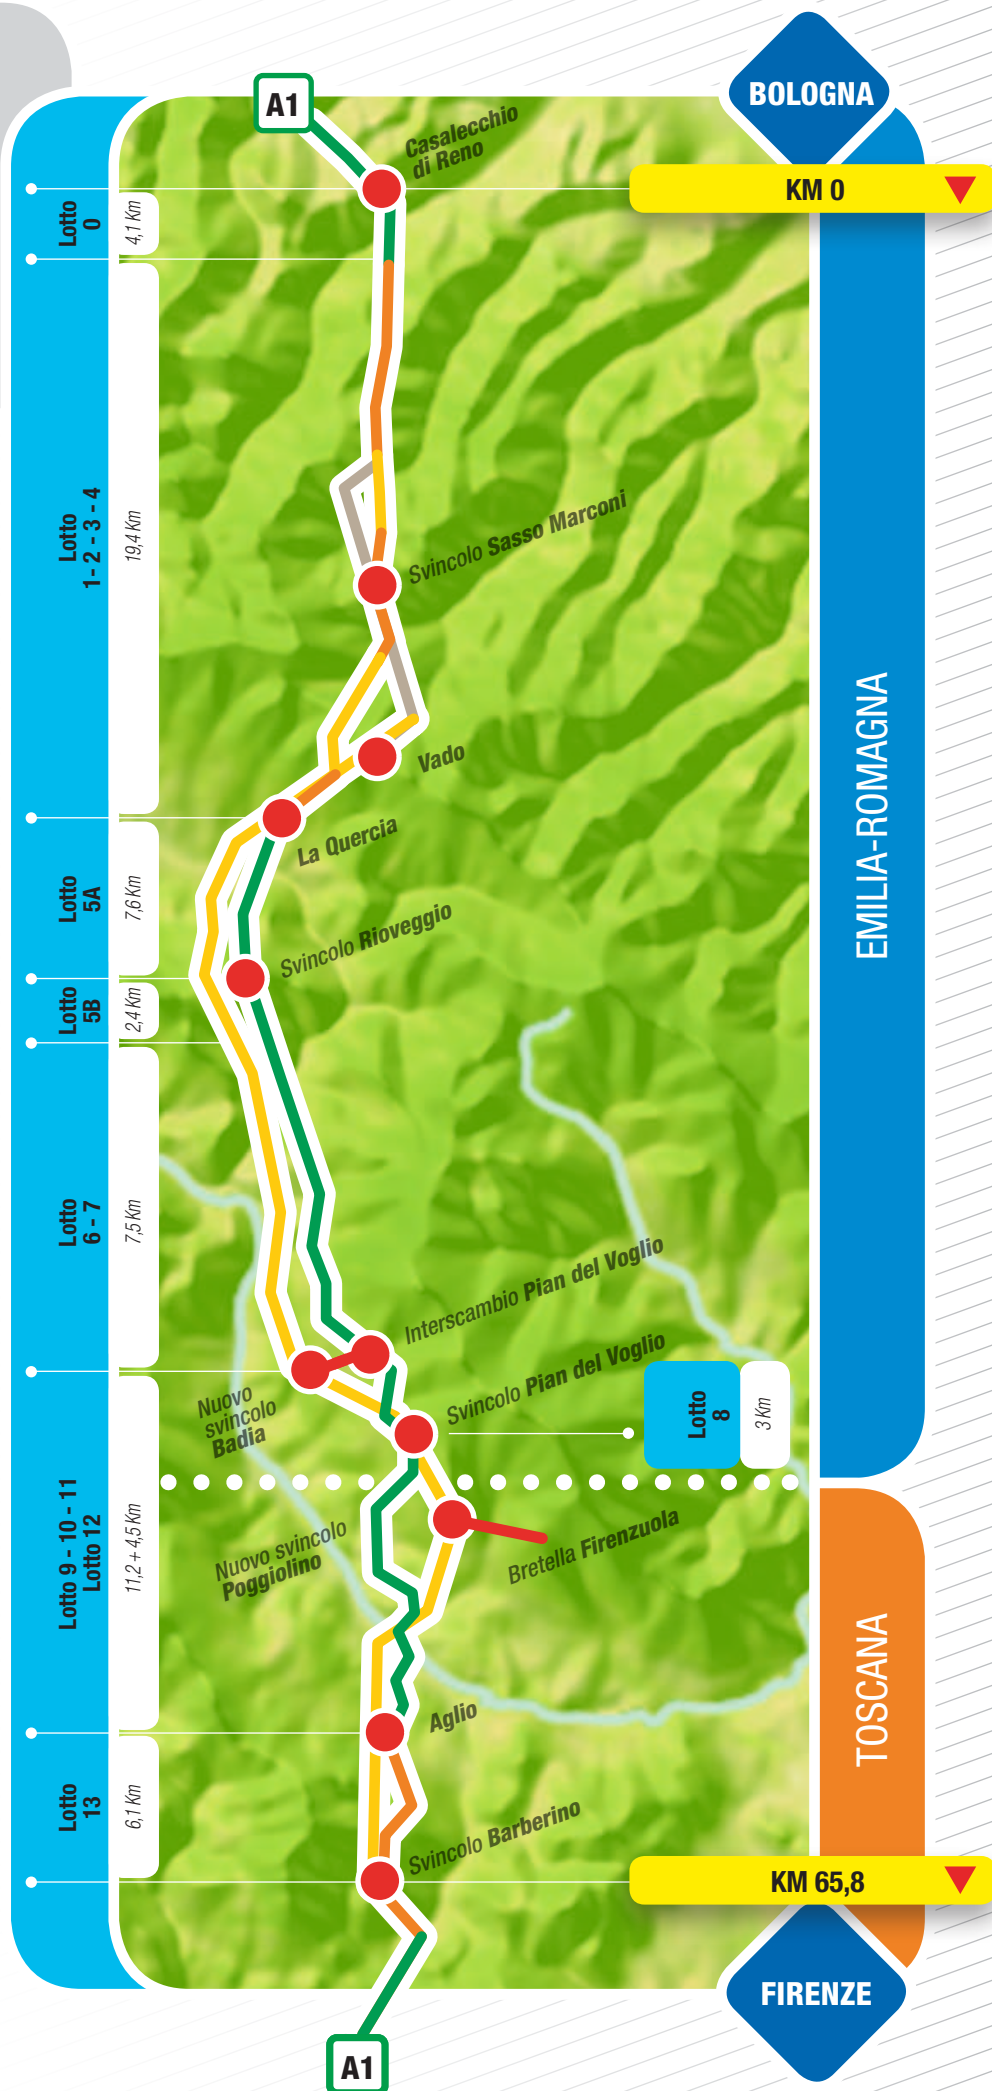 BOLOGNA
A1
Casalecchio
di Reno
KM 0
Lotto
0
4,1 Km
Lotto
1- 2 - 3 - 4
19,4 Km
Svincolo Sasso Marconi
EMILIA-ROMAGNA
Vado
La Quercia
Lotto
5A
7,6 Km
Svincolo Rioveggio
Lotto
5B
2,4 Km
Lotto
6 - 7
7,5 Km
Interscambio Pian del Voglio
Svincolo Pian del Voglio
Nuovo
svincolo
Badia
Lotto
8
3 Km
Lotto 9 - 10 - 11
Lotto 12
11,2 + 4,5 Km
Nuovo svincolo
Poggiolino
Bretella Firenzuola
TOSCANA
Aglio
Lotto
13
6,1 Km
Svincolo Barberino
KM 65,8
FIRENZE
A1